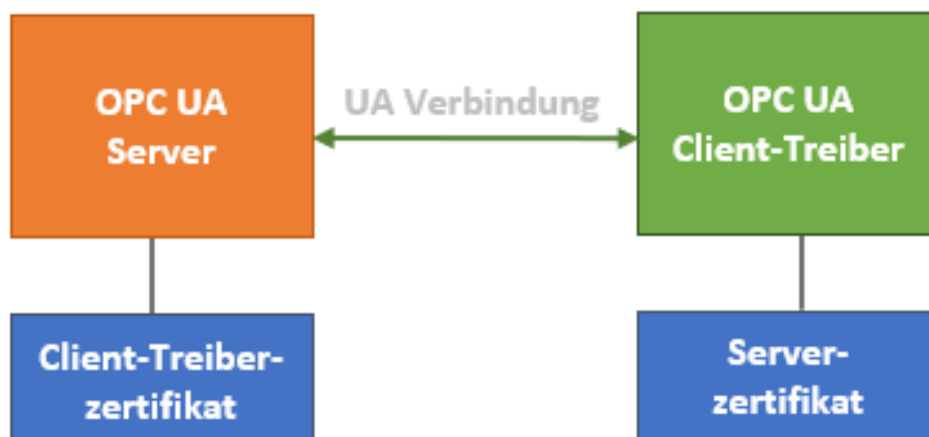 OPC UA
Server
UA Verbindung
OPC UA
Client-Treiber
Client-Treiber-
zertifikat
Server-
zertifikat